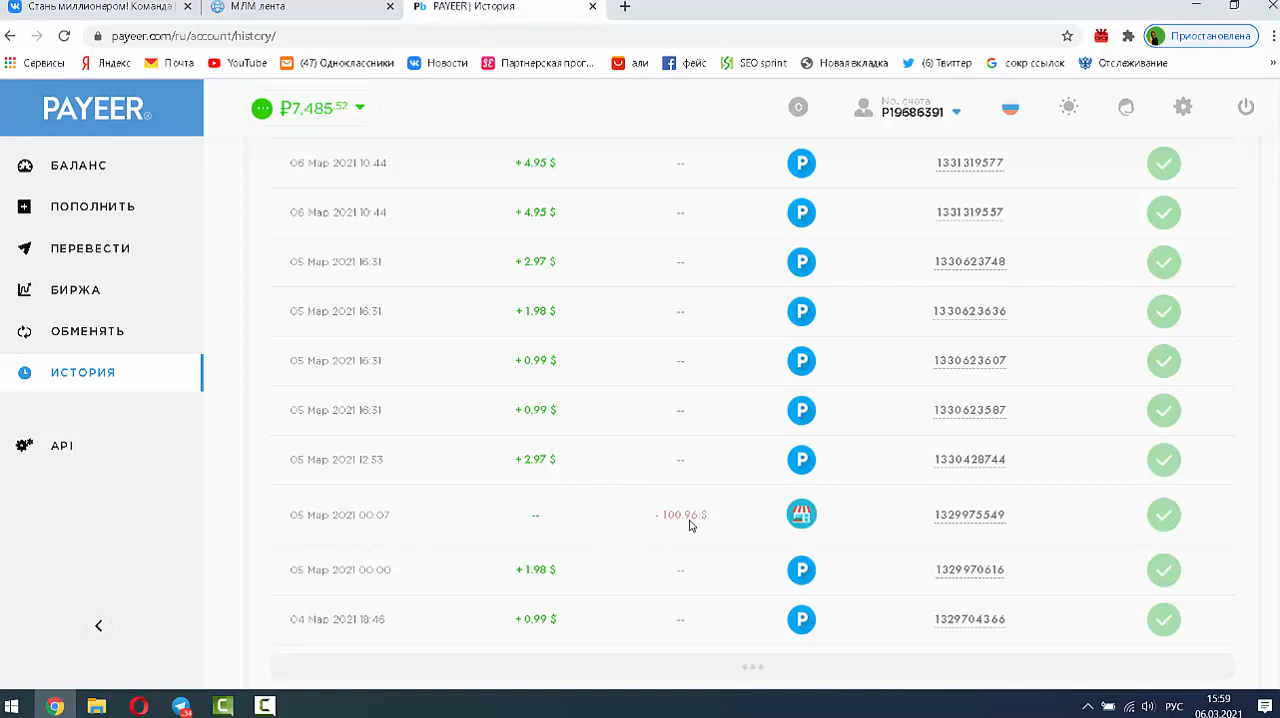 Стань миллионером! Команда
МЛМ лента
PAYEER | История
payeer.com/ru/account/history/
Приостановлена
Сервисы
Яндекс
Почта
YouTube
(47) Одноклассники
Новости
Партнерская прог...
али
фейс
SEO sprint
Новая вкладка
(6) Твиттер
сокр ссылок
Отслеживание
»
PAYEER
₽7,485.52
0
No. счета
P19686391
БАЛАНС
ПОПОЛНИТЬ
ПЕРЕВЕСТИ
БИРЖА
ОБМЕНЯТЬ
ИСТОРИЯ
API
06 Мар 2021 10:44 + 4.95 $ -- P 1331319577
06 Мар 2021 10:44 + 4.95 $ -- P 1331319557
05 Мар 2021 16:31 + 2.97 $ -- P 1330623748
05 Мар 2021 16:31 + 1.98 $ -- P 1330623636
05 Мар 2021 16:31 + 0.99 $ -- P 1330623607
05 Мар 2021 16:31 + 0.99 $ -- P 1330623587
05 Мар 2021 12:53 + 2.97 $ -- P 1330428744
05 Мар 2021 00:07 -- - 100.96 $ 1329975549
05 Мар 2021 00:00 + 1.98 $ -- P 1329970616
04 Мар 2021 18:46 + 0.99 $ -- P 1329704366
РУС
15:59
06.03.2021